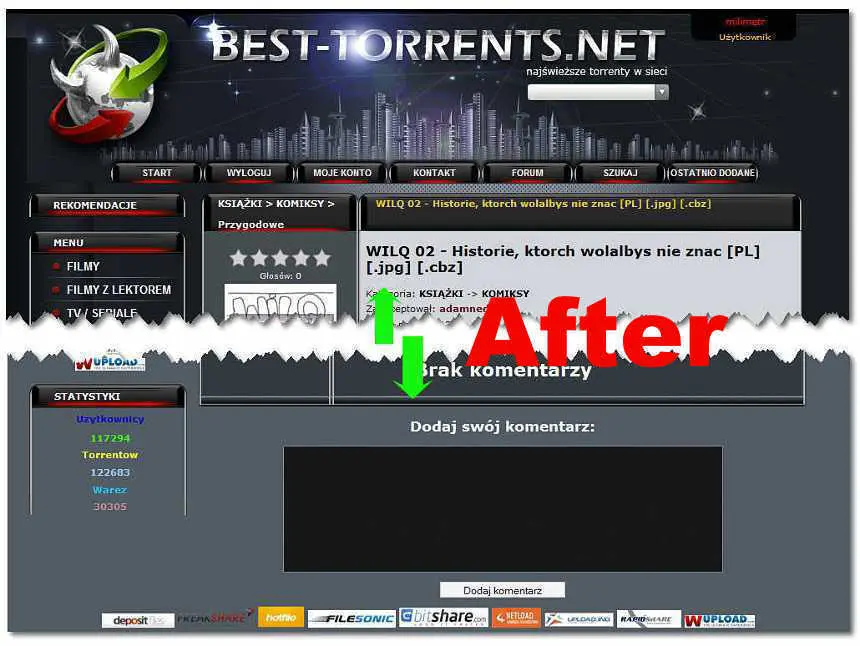 BEST-TORRENTS.NET
najświeższe torrenty w sieci
milimetr
Użytkownik
START
WYLOGUJ
MOJE KONTO
KONTAKT
FORUM
SZUKAJ
OSTATNIO DODANE
REKOMENDACJE
MENU
FILMY
FILMY Z LEKTOREM
TV / SERIALE
KSIĄŻKI > KOMIKSY >
Przygodowe
Głosów: 0
WILQ
WILQ 02 - Historie, ktorch wolalbys nie znac [PL] [.jpg] [.cbz]
WILQ 02 - Historie, ktorch wolalbys nie znac [PL]
[.jpg] [.cbz]
Kategoria: KSIĄŻKI -> KOMIKSY
Zaakceptował: adamned
After
WUPLOAD
STATYSTYKI
Uzytkownicy
117294
Torrentow
122683
Warez
30305
Brak komentarzy
Dodaj swój komentarz:
Dodaj komentarz
deposit
FREAKSHARE
hotfile
FILESONIC
bitshare.com
NETLOAD
UPLOADING
RAPIDSHARE
WUPLOAD